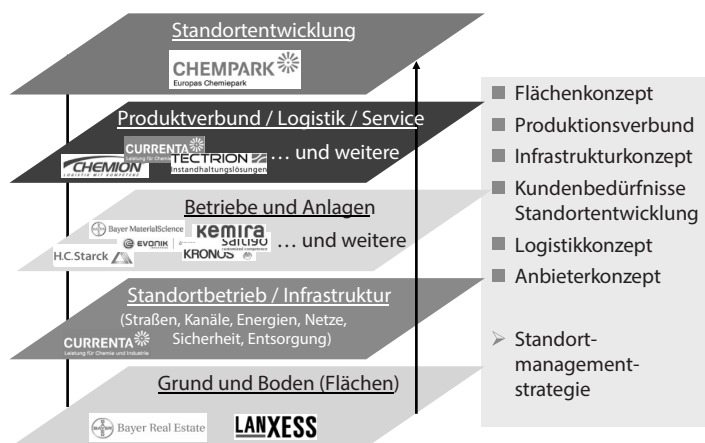 Standortentwicklung
CHEMPARK
Europas Chemiepark
Produktverbund / Logistik / Service
CURRENTA
Leistung für Chemie
CHEMION
LOGISTIK MIT KOMPETENZ
TECTRION
Instandhaltungslösungen
... und weitere
Betriebe und Anlagen
Bayer MaterialScience
kemira
EVONIK
saltigo
... und weitere
H.C.Starck
KRONOS
Standortbetrieb / Infrastruktur
(Straßen, Kanäle, Energien, Netze,
Sicherheit, Entsorgung)
CURRENTA
Leistung für Chemie und Industrie
Grund und Boden (Flächen)
Bayer Real Estate
LANXESS
Flächenkonzept
Produktionsverbund
Infrastrukturkonzept
Kundenbedürfnisse
Standortentwicklung
Logistikkonzept
Anbieterkonzept
Standort-
management-
strategie